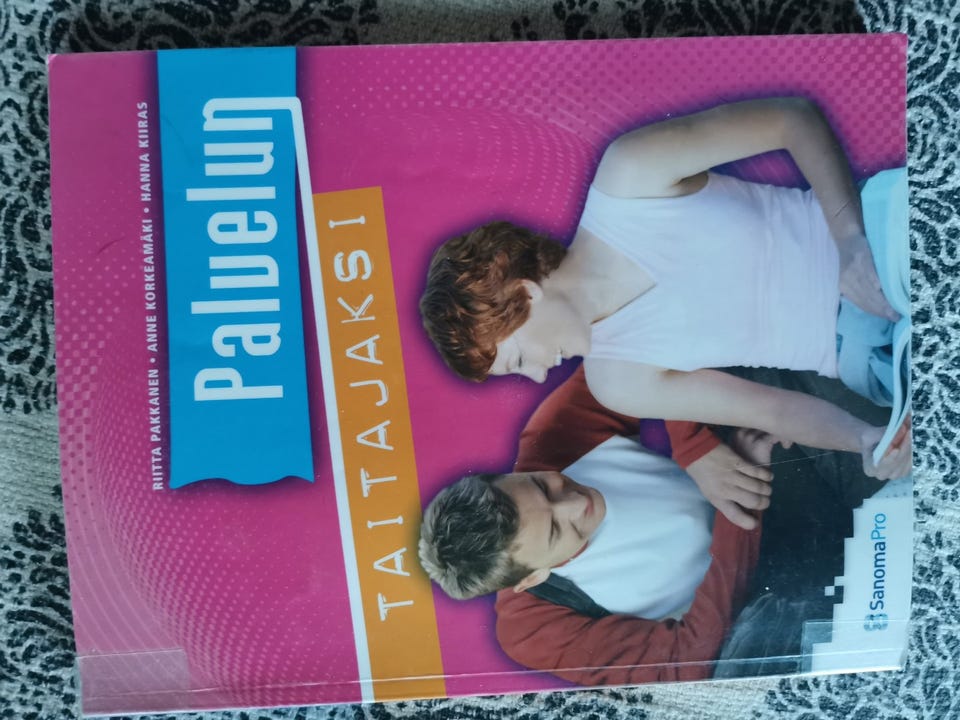 RIITTA PAKKANEN • ANNE KORKEAMÄKI • HANNA KIIRAS
Palvelun
TAITAJAKSI
SanomaPro